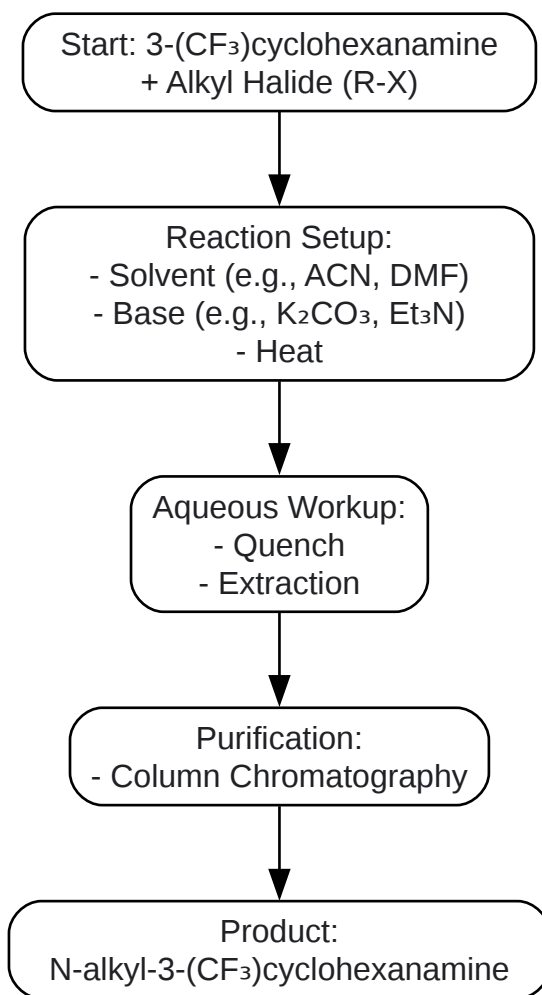 Start: 3-(CF₃)cyclohexanamine
+ Alkyl Halide (R-X)
Reaction Setup:
- Solvent (e.g., ACN, DMF)
- Base (e.g., K₂CO₃, Et₃N)
- Heat
Aqueous Workup:
- Quench
- Extraction
Purification:
- Column Chromatography
Product:
N-alkyl-3-(CF₃)cyclohexanamine